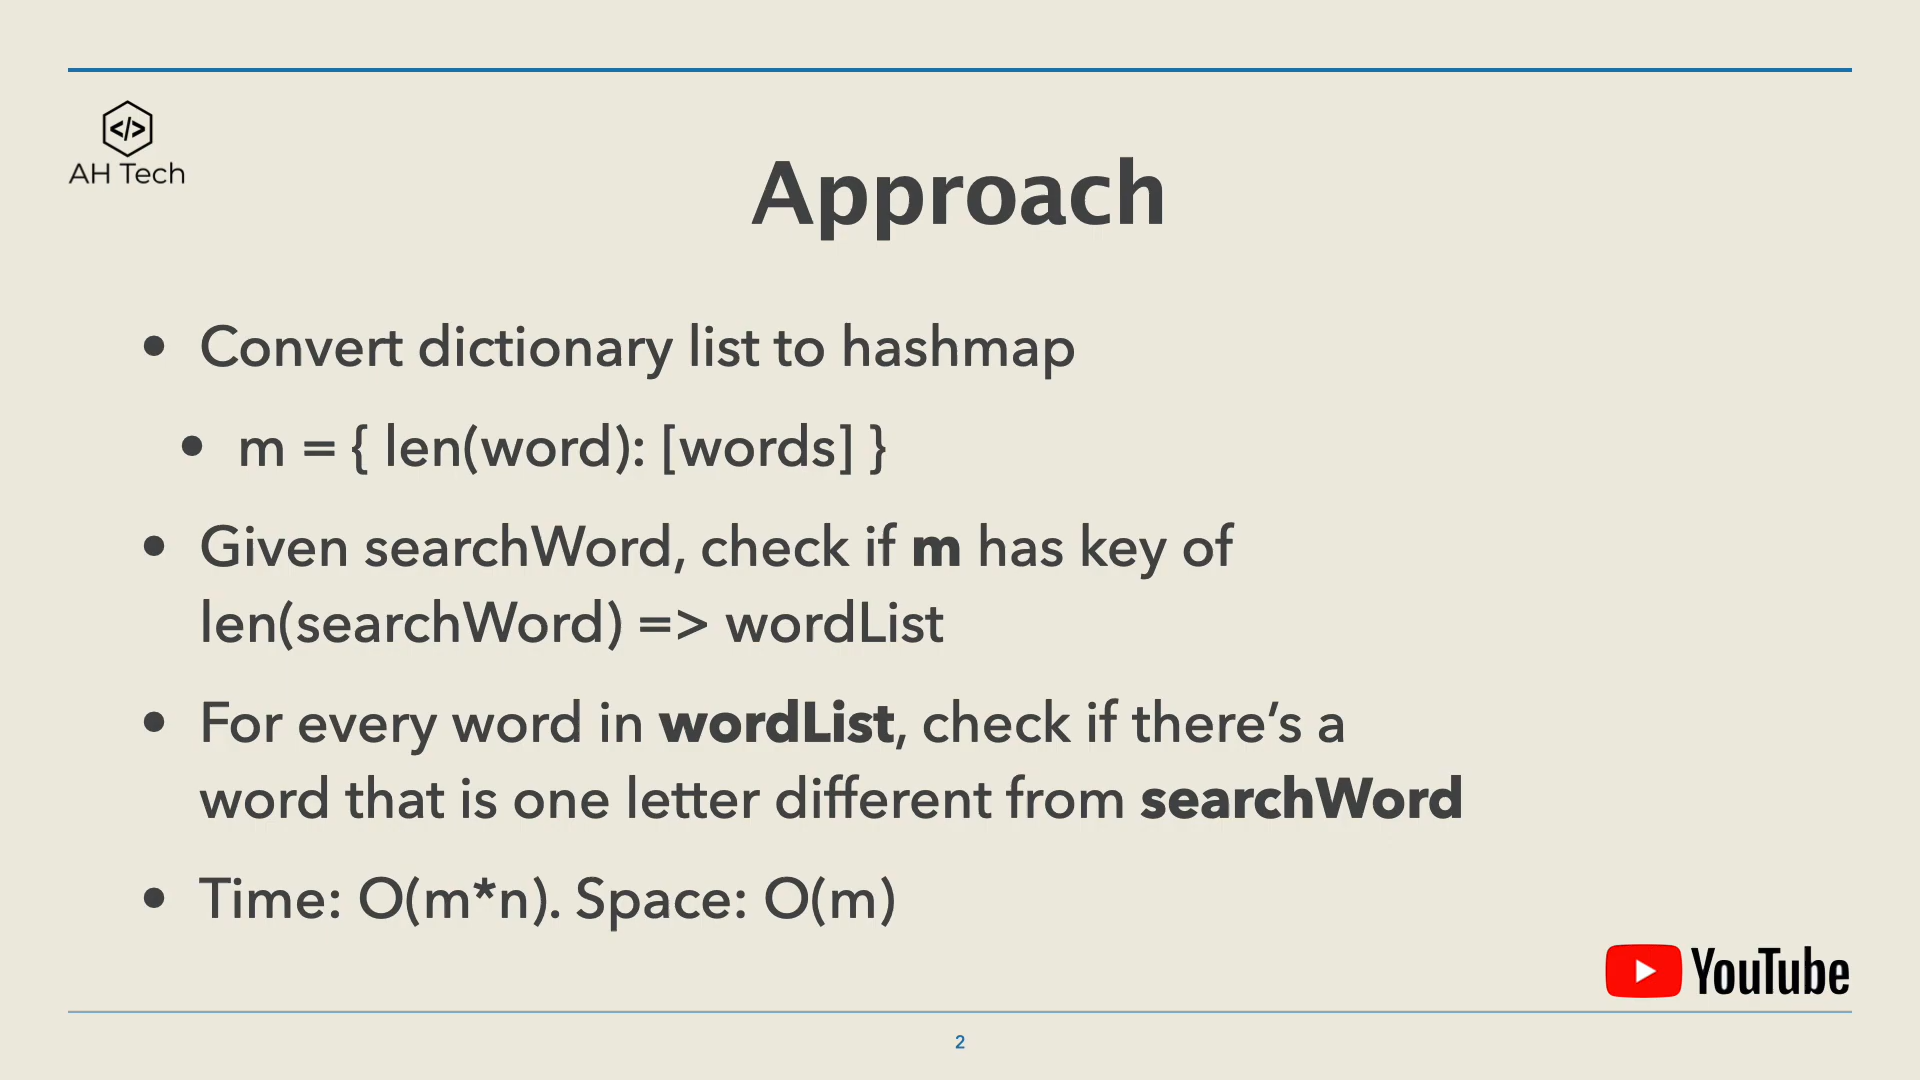 </>
AH Tech
Approach
• Convert dictionary list to hashmap
• m = { len(word): [words] }
• Given searchWord, check if m has key of
len(searchWord) => wordList
• For every word in wordList, check if there’s a
word that is one letter different from searchWord
• Time: O(m*n). Space: O(m)
YouTube
2